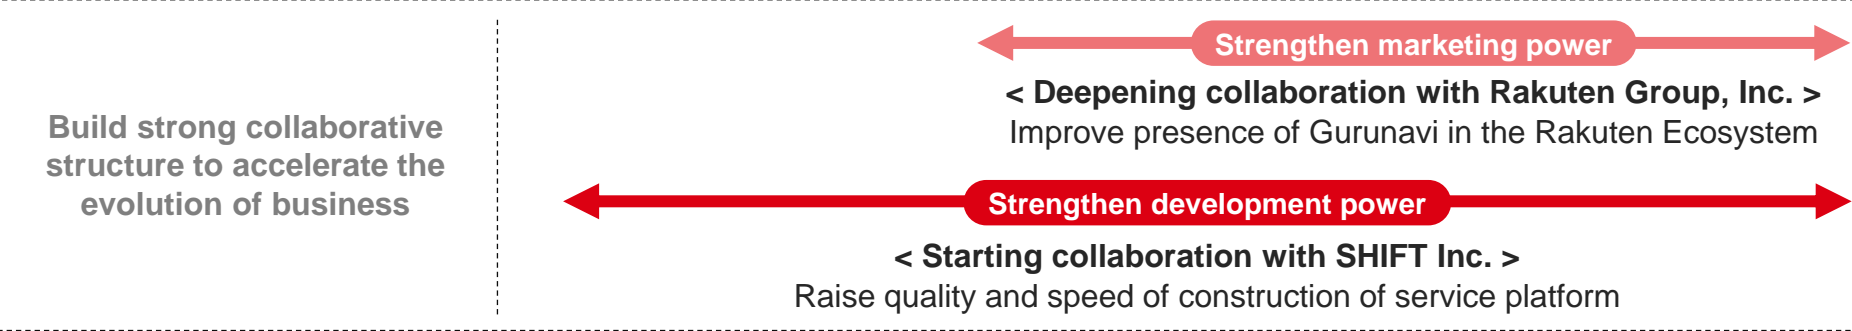 Build strong collaborative
structure to accelerate the
evolution of business
Strengthen marketing power
< Deepening collaboration with Rakuten Group, Inc. >
Improve presence of Gurunavi in the Rakuten Ecosystem
Strengthen development power
< Starting collaboration with SHIFT Inc. >
Raise quality and speed of construction of service platform